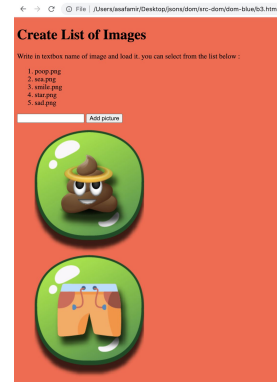 File | /Users/asafamir/Desktop/jsons/dom/src-dom/dom-blue/b3.htm
Create List of Images
Write in textbox name of image and load it. you can select from the list below :
1. poop.png
2. sea.png
3. smile.png
4. star.png
5. sad.png
Add picture